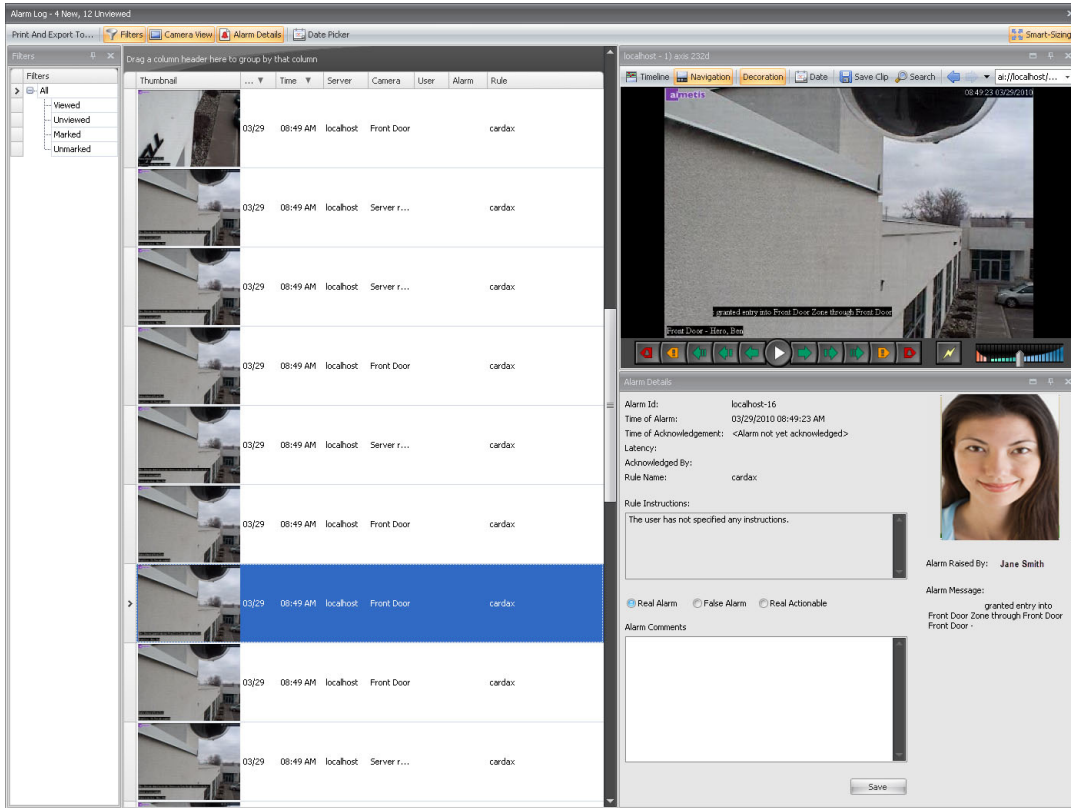 Alarm Log - 4 New, 12 Unviewed
Print And Export To... Filters Camera View Alarm Details Date Picker Smart-Sizing
Filters
Filters
All
Viewed
Unviewed
Marked
Unmarked
Drag a column header here to group by that column
Thumbnail ... Time Server Camera User Alarm Rule
03/29 08:49 AM localhost Front Door cardax
03/29 08:49 AM localhost Server r... cardax
03/29 08:49 AM localhost Server r... cardax
03/29 08:49 AM localhost Front Door cardax
03/29 08:49 AM localhost Server r... cardax
03/29 08:49 AM localhost Front Door cardax
03/29 08:49 AM localhost Front Door cardax
03/29 08:49 AM localhost Front Door cardax
03/29 08:49 AM localhost Server r... cardax
localhost - 1) axis 232d
Timeline Navigation Decoration Date Save Clip Search ai://localhost/...
aimetis
08:49:23 03/29/2010
granted entry into Front Door Zone through Front Door
Front Door - Hero, Ben
Alarm Details
Alarm Id: localhost-16
Time of Alarm: 03/29/2010 08:49:23 AM
Time of Acknowledgement: <Alarm not yet acknowledged>
Latency:
Acknowledged By:
Rule Name: cardax
Rule Instructions:
The user has not specified any instructions.
Real Alarm False Alarm Real Actionable
Alarm Comments
Save
Alarm Raised By: Jane Smith
Alarm Message:
granted entry into
Front Door Zone through Front Door
Front Door -